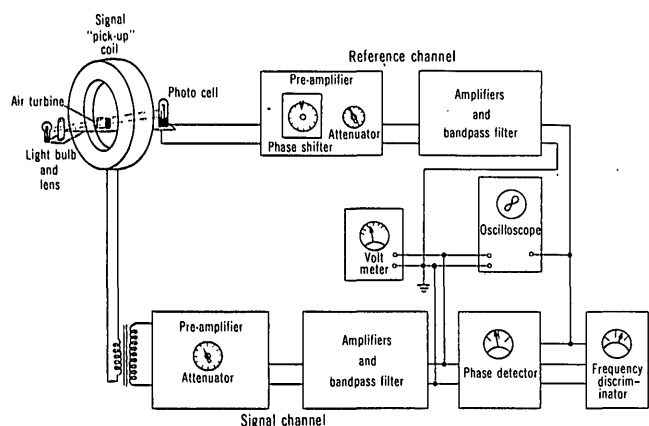 Signal
"pick-up"
coil
Air turbine
Photo cell
Light bulb
and
lens
Reference channel
Pre-amplifier
Phase shifter
Attenuator
Amplifiers
and
bandpass filter
Volt
meter
Oscilloscope
Pre-amplifier
Attenuator
Amplifiers
and
bandpass filter
Phase detector
Frequency
discrim-
inator
Signal channel